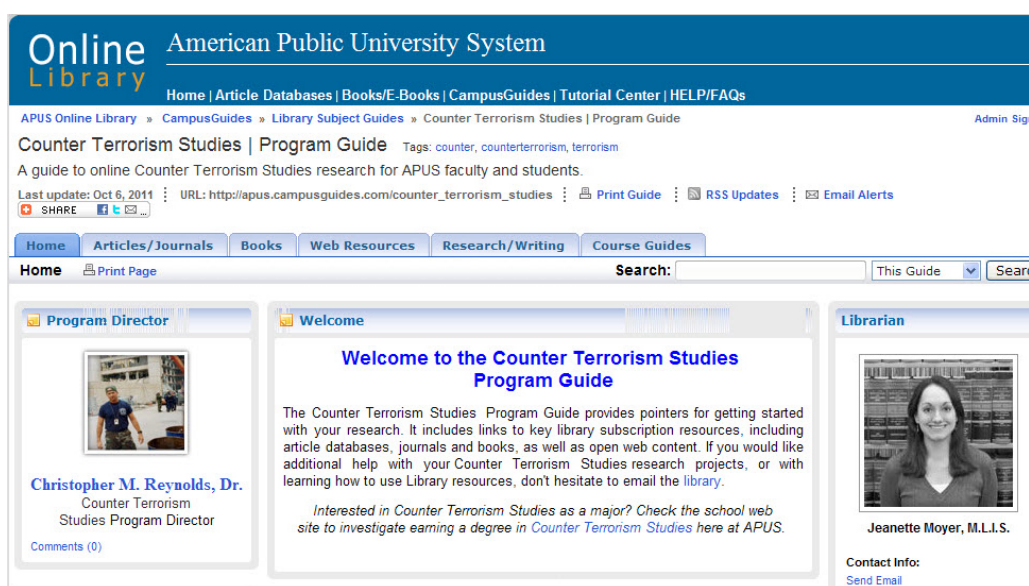 Online
Library
American Public University System
Home | Article Databases | Books/E-Books | CampusGuides | Tutorial Center | HELP/FAQs
APUS Online Library » CampusGuides » Library Subject Guides » Counter Terrorism Studies | Program Guide
Admin
Counter Terrorism Studies | Program Guide Tags: counter, counterterrorism, terrorism
A guide to online Counter Terrorism Studies research for APUS faculty and students.
Last update: Oct 6, 2011 URL: http://apus.campusguides.com/counter_terrorism_studies Print Guide RSS Updates Email Alerts
SHARE ...
Home Articles/Journals Books Web Resources Research/Writing Course Guides
Home Print Page Search: This Guide
Program Director
Christopher M. Reynolds, Dr.
Counter Terrorism
Studies Program Director
Comments (0)
Welcome
Welcome to the Counter Terrorism Studies
Program Guide
The Counter Terrorism Studies Program Guide provides pointers for getting started
with your research. It includes links to key library subscription resources, including
article databases, journals and books, as well as open web content. If you would like
additional help with your Counter Terrorism Studies research projects, or with
learning how to use Library resources, don't hesitate to email the library.
Interested in Counter Terrorism Studies as a major? Check the school web
site to investigate earning a degree in Counter Terrorism Studies here at APUS.
Librarian
Jeanette Moyer, M.L.I.S.
Contact Info:
Send Email